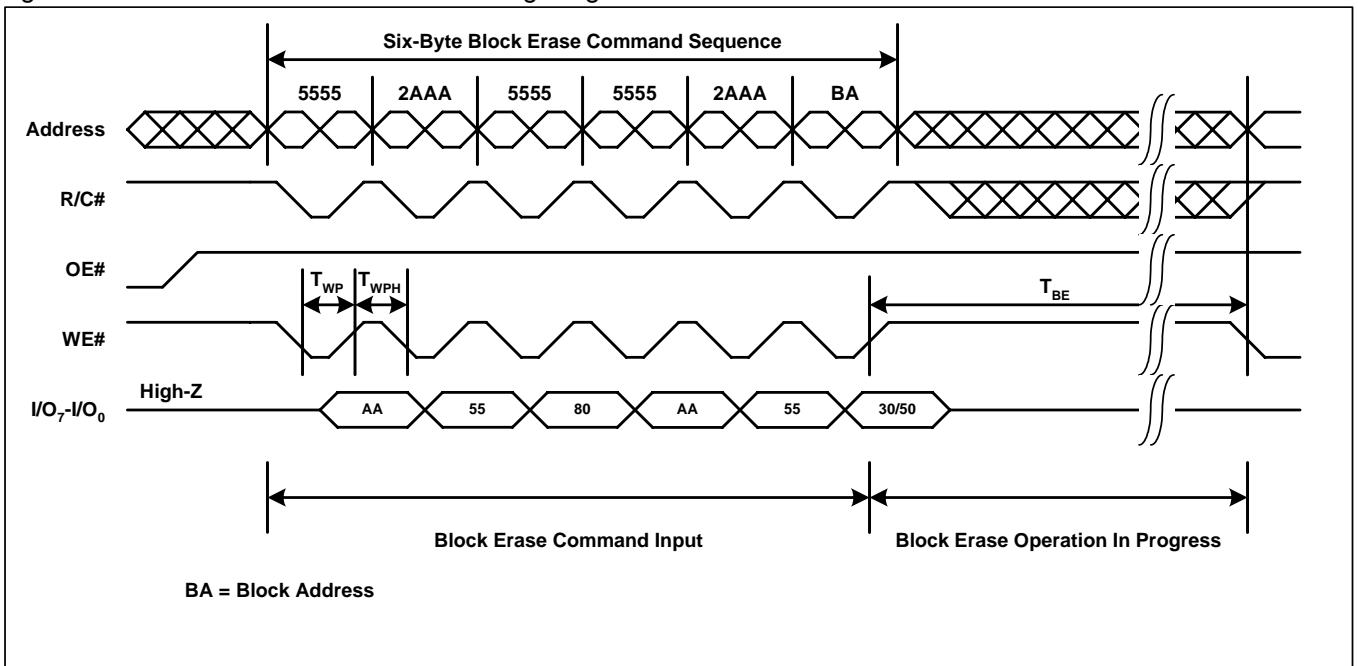 Six-Byte Block Erase Command Sequence
5555 2AAA 5555 5555 2AAA BA
Address
R/C#
OE#
TWP TWPH TBE
WE#
High-Z
I/O7-I/O0 AA 55 80 AA 55 30/50
Block Erase Command Input Block Erase Operation In Progress
BA = Block Address